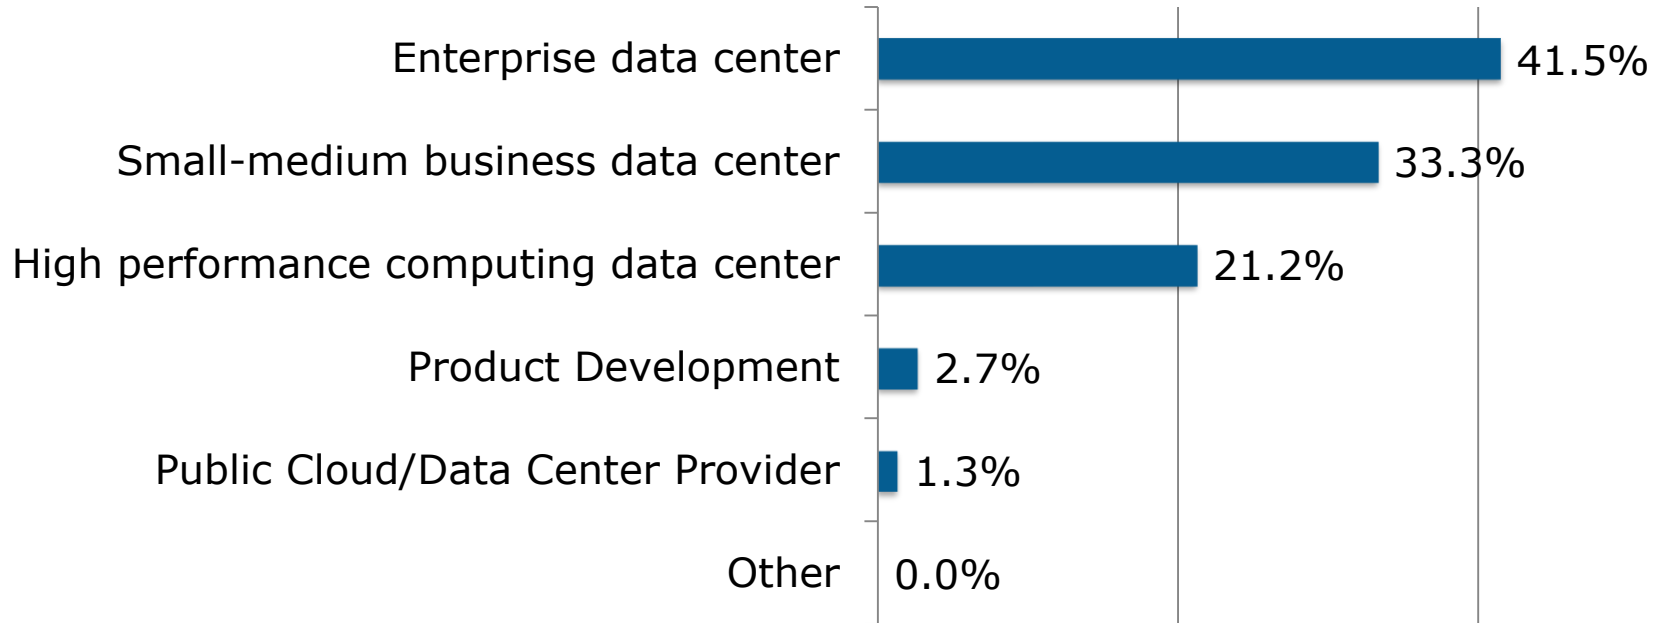 Enterprise data center 41.5%
Small-medium business data center 33.3%
High performance computing data center 21.2%
Product Development 2.7%
Public Cloud/Data Center Provider 1.3%
Other 0.0%